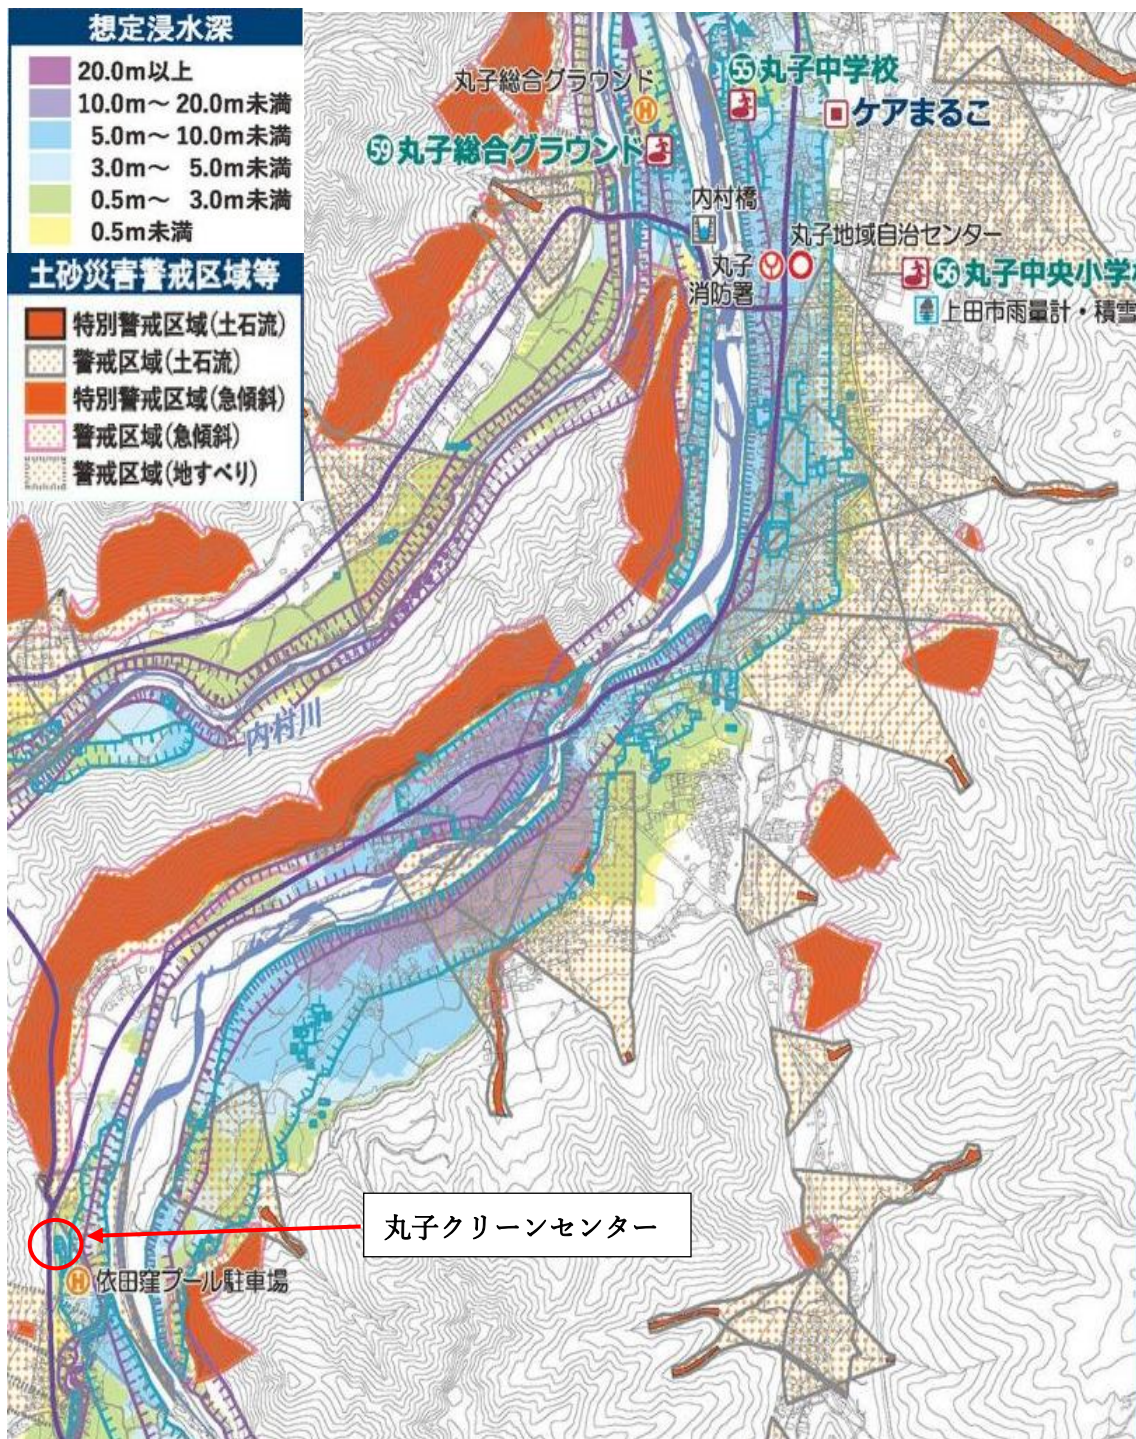 想定浸水深
20.0m以上
10.0m～20.0m未満
5.0m～10.0m未満
3.0m～ 5.0m未満
0.5m～ 3.0m未満
0.5m未満
土砂災害警戒区域等
特別警戒区域(土石流)
警戒区域(土石流)
特別警戒区域(急傾斜)
警戒区域(急傾斜)
警戒区域(地すべり)
丸子総合グラウンド
H
55 丸子中学校
ケアまるこ
59 丸子総合グラウンド
内村橋
丸子地域自治センター
丸子
消防署
56 丸子中央小学校
上田市雨量計・積雪
内村川
丸子クリーンセンター
H 依田窪プール駐車場